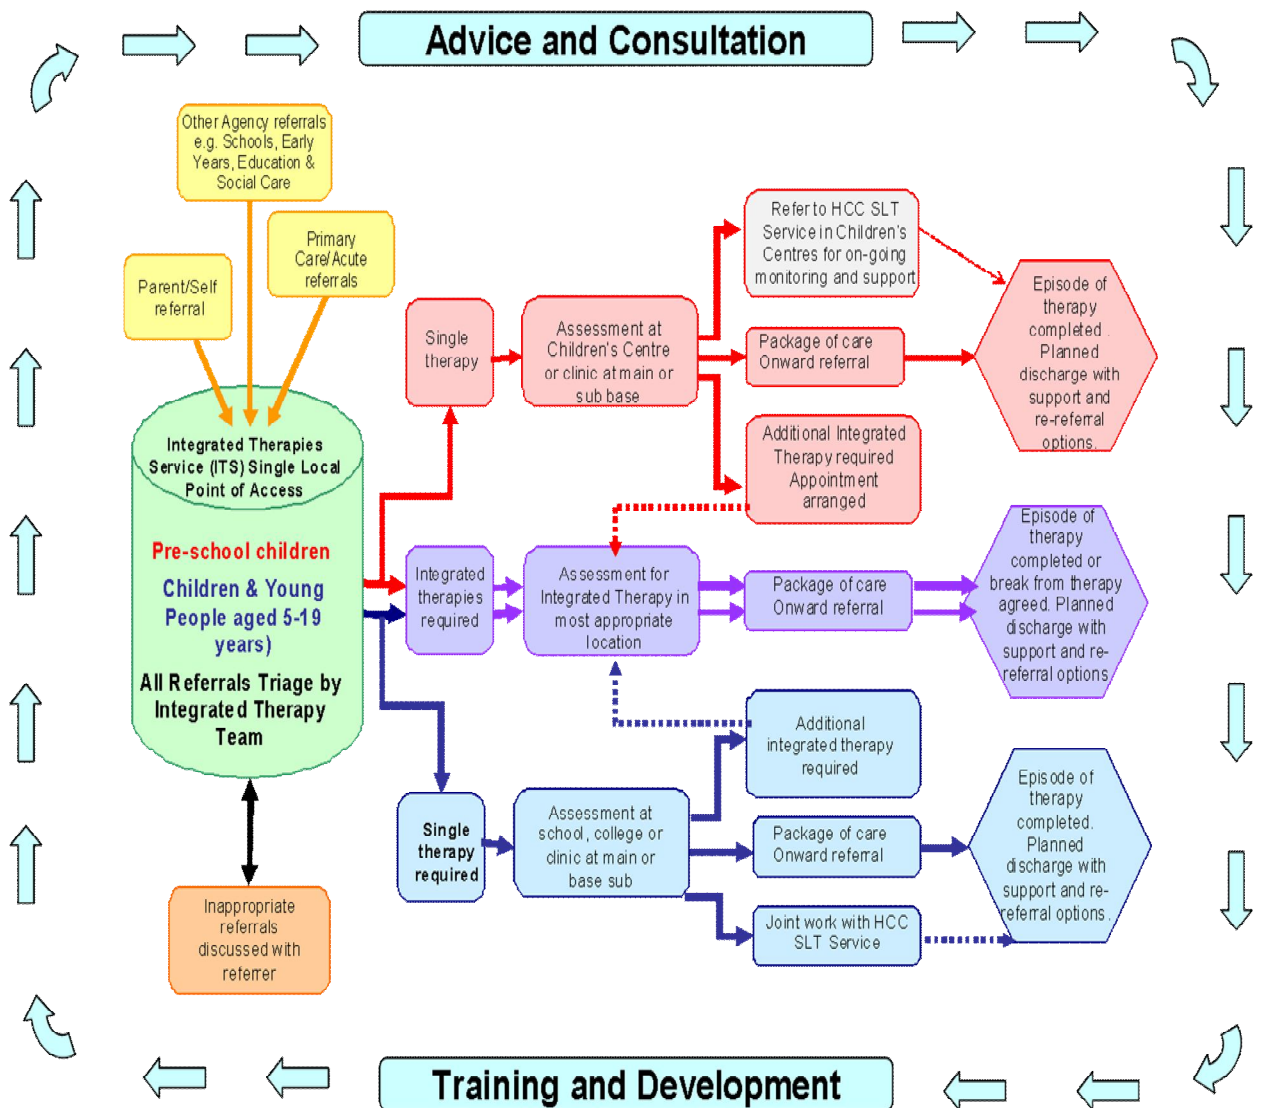 Advice and Consultation
Other Agency referrals
e.g. Schools, Early
Years, Education &
Social Care
Primary
Care/Acute
referrals
Parent/Self
referral
Integrated Therapies
Service (ITS) Single Local
Point of Access
Pre-school children
Children & Young
People aged 5-19
years)
All Referrals Triage by
Integrated Therapy
Team
Inappropriate
referrals
discussed with
referrer
Single
therapy
Assessment at
Children's Centre
or clinic at main or
sub base
Refer to HCC SLT
Service in Children's
Centres for on-going
monitoring and support
Package of care
Onward referral
Additional Integrated
Therapy required
Appointment
arranged
Episode of
therapy
completed .
Planned
discharge with
support and
re-referral
options.
Integrated
therapies
required
Assessment for
Integrated Therapy in
most appropriate
location
Package of care
Onward referral
Episode of
therapy
completed or
break from therapy
agreed. Planned
discharge with
support and re-
referral options
Single
therapy
required
Assessment at
school, college or
clinic at main or
base sub
Additional
integrated therapy
required
Package of care
Onward referral
Joint work with HCC
SLT Service
Episode of
therapy
completed.
Planned
discharge with
support and re-
referral options.
Training and Development